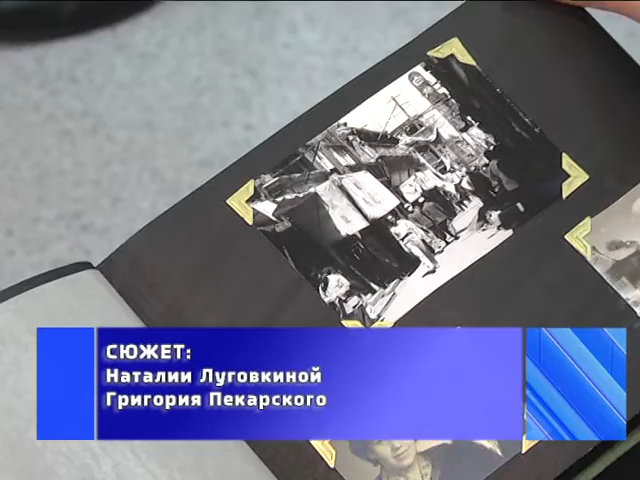 СЮЖЕТ:
Наталии Луговкиной
Григория Пекарского